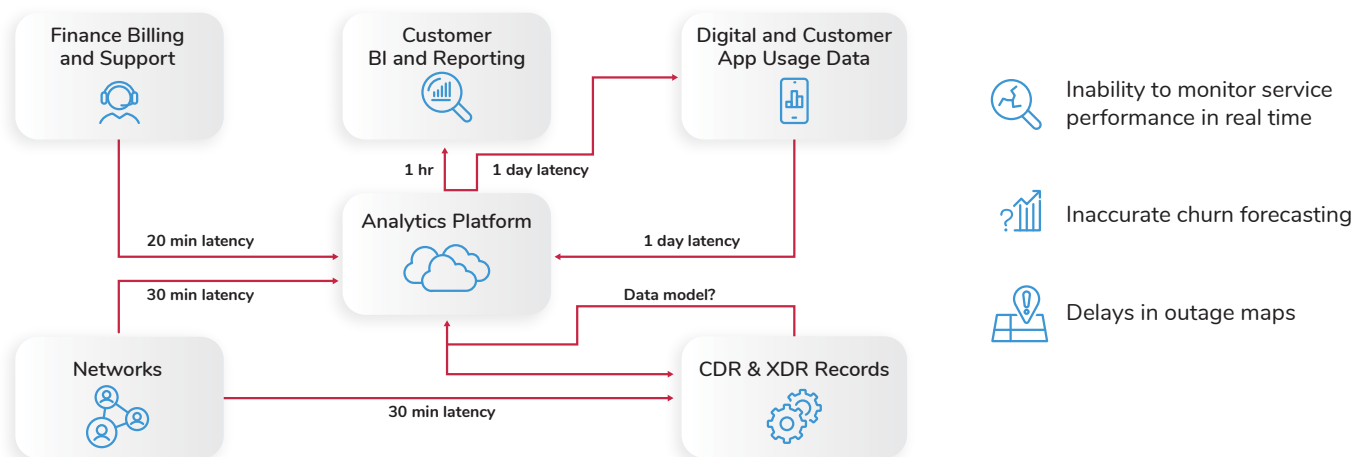 Finance Billing
and Support
Customer
BI and Reporting
Digital and Customer
App Usage Data
Inability to monitor service
performance in real time
1 hr
1 day latency
Analytics Platform
?
Inaccurate churn forecasting
20 min latency
1 day latency
30 min latency
Data model?
!
Delays in outage maps
Networks
CDR & XDR Records
30 min latency